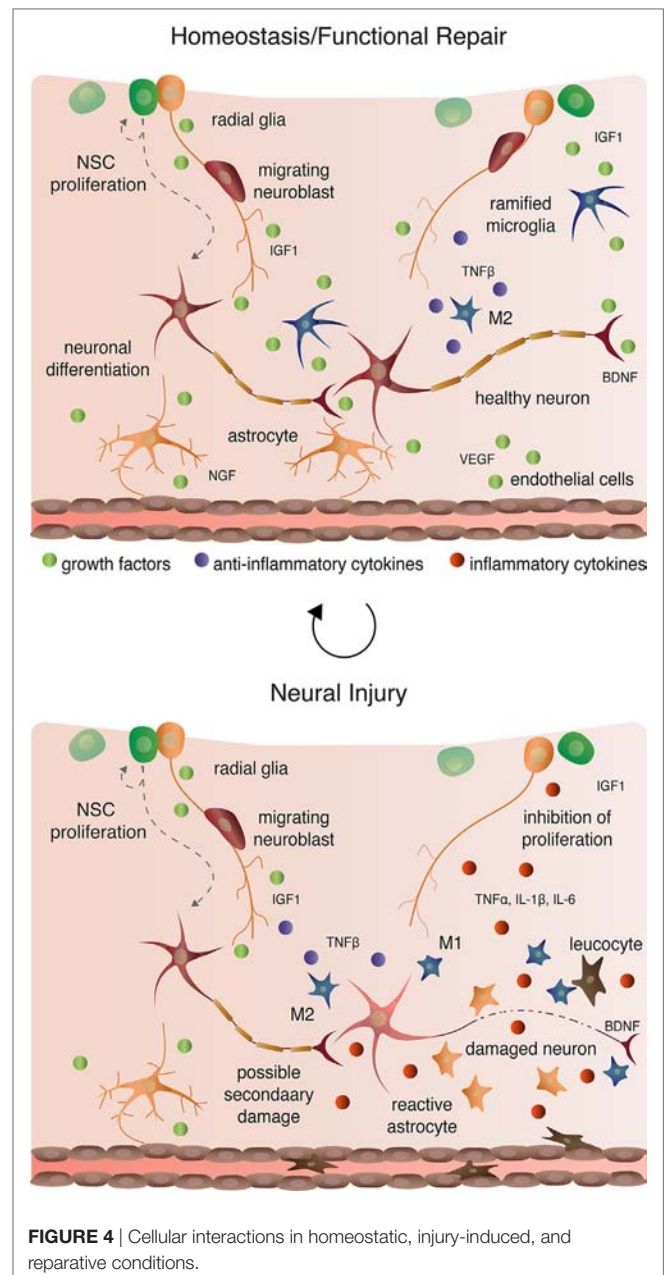 Homeostasis/Functional Repair
radial glia
IGF1
NSC
proliferation
migrating
neuroblast
ramified
microglia
IGF1
TNFβ
M2
neuronal
differentiation
BDNF
healthy neuron
astrocyte
VEGF
NGF
endothelial cells
growth factors
anti-inflammatory cytokines
inflammatory cytokines
Neural Injury
radial glia
IGF1
NSC
proliferation
migrating
neuroblast
inhibition of
proliferation
IGF1
TNFα, IL-1β, IL-6
TNFβ
M1
leucocyte
M2
BDNF
damaged neuron
possible
secondaary
damage
reactive
astrocyte
FIGURE 4 | Cellular interactions in homeostatic, injury-induced, and
reparative conditions.